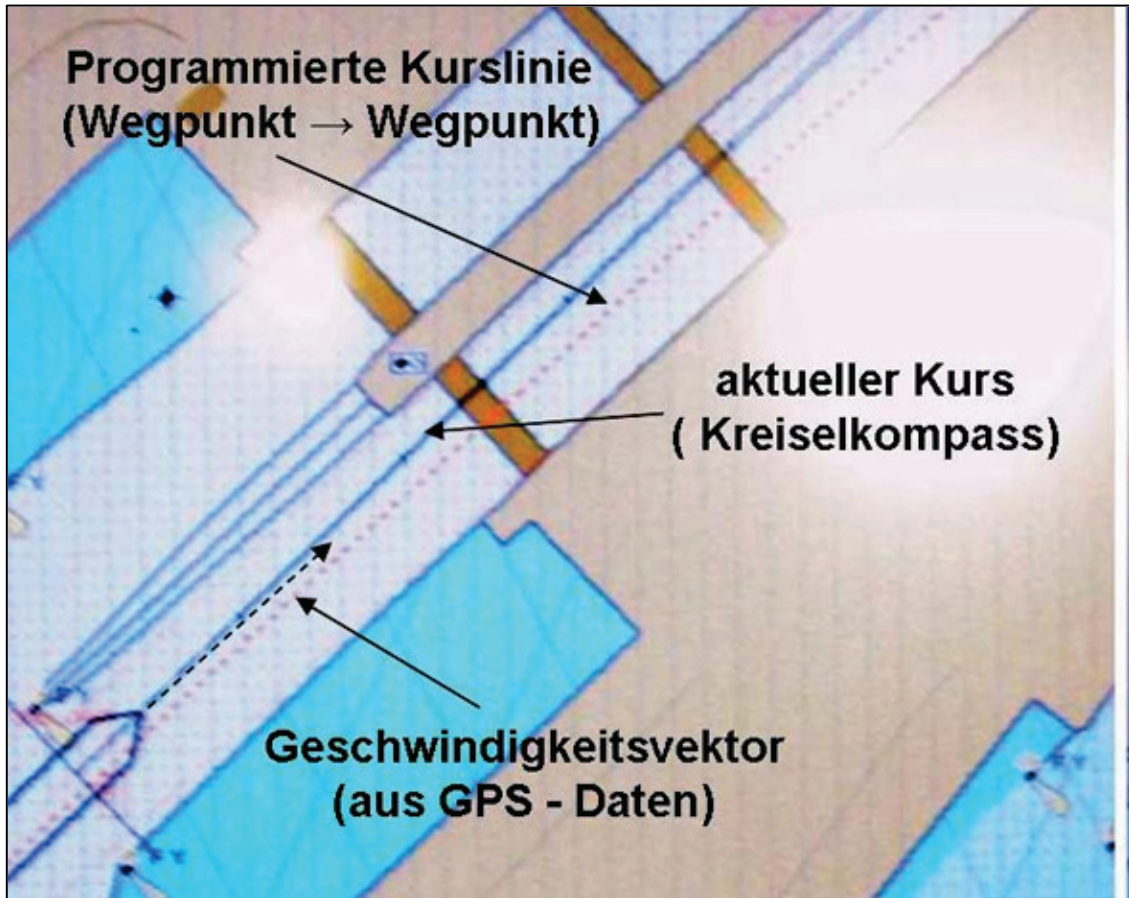 Programmierte Kurslinie
(Wegpunkt → Wegpunkt)
aktueller Kurs
( Kreiselkompass)
Geschwindigkeitsvektor
(aus GPS - Daten)